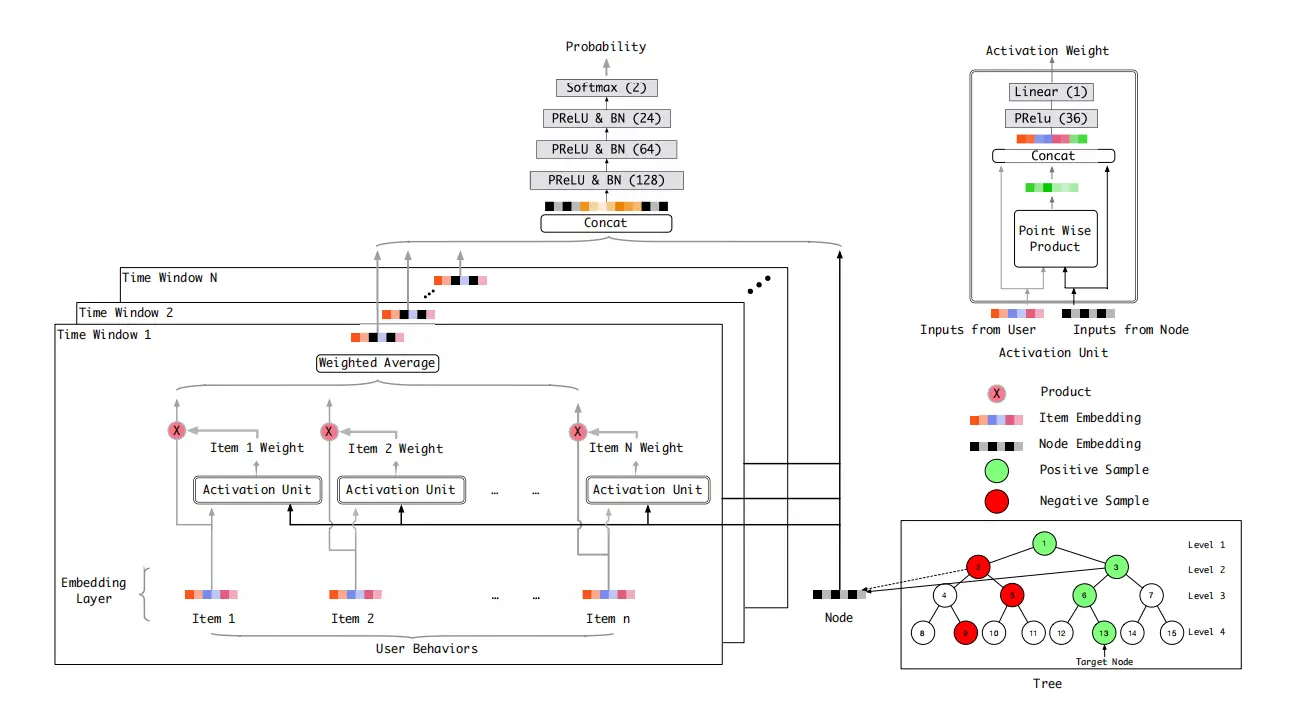 Probability
Softmax (2)
PReLU & BN (24)
PReLU & BN (64)
PReLU & BN (128)
Concat
Time Window N
Time Window 2
Time Window 1
Weighted Average
X
X
X
Item 1 Weight
Item 2 Weight
Item N Weight
Activation Unit
Activation Unit
... ...
Activation Unit
Embedding
Layer
... ...
Item 1
Item 2
Item n
User Behaviors
Node
Activation Weight
Linear (1)
PRelu (36)
Concat
Point Wise
Product
Inputs from User
Inputs from Node
Activation Unit
X
Product
Item Embedding
Node Embedding
Positive Sample
Negative Sample
1
Level 1
2
3
Level 2
4
5
6
7
Level 3
8
9
10
11
12
13
14
15
Level 4
Target Node
Tree